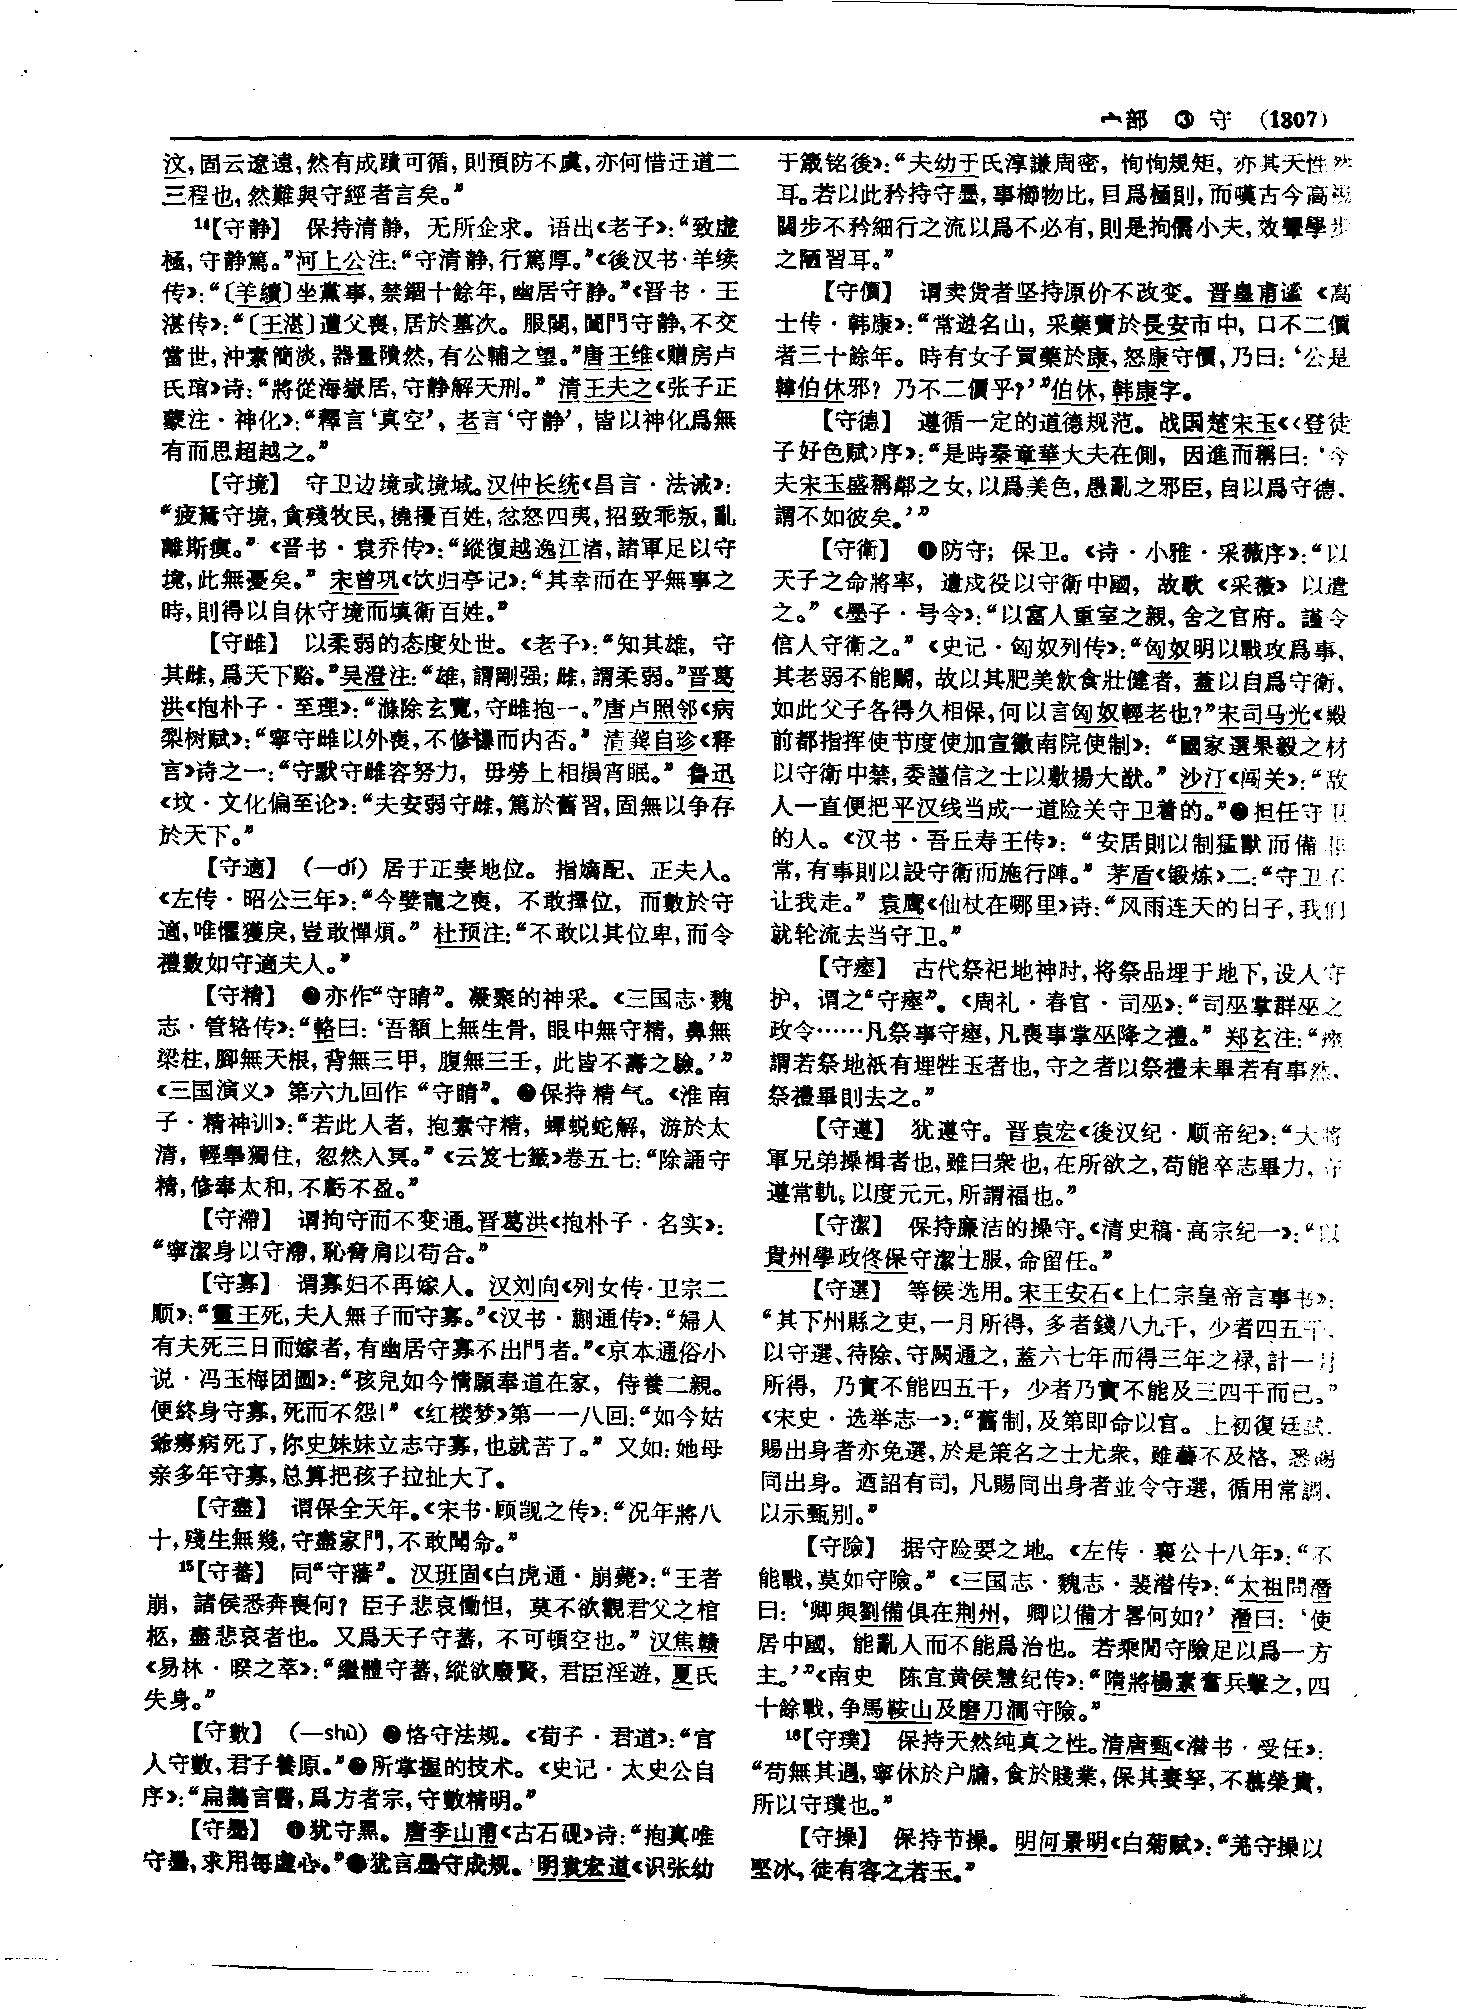 宀部 ③ 守 (1307)
汶,固云遼遠,然有成蹟可循,則預防不虞,亦何惜迂道二
三程也,然難與守經者言矣。”
14【守静】 保持清静，无所企求。语出《老子》:“致虚
極,守静篤。”河上公注:“守清静,行篤厚。”《後汉书·羊续
传》:“〔羊續〕坐黨事,禁錮十餘年,幽居守静。”《晋书·王
湛传》:“〔王湛〕遭父喪,居於墓次。服闋,闔門守静,不交
當世,沖素簡淡,器量隤然,有公輔之望。”唐王维《赠房卢
氏琯》诗:“將從海嶽居,守静解天刑。”清王夫之《张子正
蒙注·神化》:“釋言‘真空’,老言‘守静’,皆以神化爲無
有而思超越之。”
【守境】 守卫边境或境域。汉仲长统《昌言·法诫》:
“疲駑守境,貪殘牧民,撓擾百姓,忿怒四夷,招致乖叛,亂
離斯瘼。”《晋书·袁乔传》:“縱復越逸江渚,諸軍足以守
境,此無憂矣。”宋曾巩《饮归亭记》:“其幸而在乎無事之
時,則得以自休守境而填衛百姓。”
【守雌】 以柔弱的态度处世。《老子》:“知其雄，守
其雌,爲天下谿。”吴澄注:“雄,謂剛强;雌,謂柔弱。”晋葛
洪《抱朴子·至理》:“滌除玄覽,守雌抱一。”唐卢照邻《病
梨树赋》:“寧守雌以外喪,不修襮而内否。”清龚自珍《释
言》诗之一:“守默守雌容努力，毋勞上相損宵眠。”鲁迅
《坟·文化偏至论》:“夫安弱守雌,篤於舊習,固無以争存
於天下。”
【守適】 (—dí) 居于正妻地位。指嫡配、正夫人。
《左传·昭公三年》:“今嬖寵之喪，不敢擇位，而數於守
適,唯懼獲戾,豈敢憚煩。”杜预注:“不敢以其位卑,而令
禮數如守適夫人。”
【守精】 ❶亦作“守睛”。凝聚的神采。《三国志·魏
志·管辂传》:“輅曰:‘吾額上無生骨,眼中無守精,鼻無
梁柱,脚無天根,背無三甲,腹無三壬,此皆不壽之驗。’”
《三国演义》第六九回作“守睛”。❷保持精气。《淮南
子·精神训》:“若此人者，抱素守精，蟬蜕蛇解，游於太
清，輕舉獨住，忽然入冥。”《云笈七籤》卷五七:“除誦守
精,修奉太和,不虧不盈。”
【守滯】 谓拘守而不变通。晋葛洪《抱朴子·名实》:
“寧潔身以守滯,恥脅肩以苟合。”
【守寡】 谓寡妇不再嫁人。汉刘向《列女传·卫宗二
顺》:“靈王死,夫人無子而守寡。”《汉书·蒯通传》:“婦人
有夫死三日而嫁者,有幽居守寡不出門者。”《京本通俗小
说·冯玉梅团圆》:“孩兒如今情願奉道在家，侍養二親。
便終身守寡,死而不怨!”《红楼梦》第一一八回:“如今姑
爺癆病死了,你史妹妹立志守寡,也就苦了。”又如:她母
亲多年守寡,总算把孩子拉扯大了。
【守盡】 谓保全天年。《宋书·顾觊之传》:“况年將八
十,殘生無幾,守盡家門,不敢聞命。”
15【守蕃】 同“守藩”。汉班固《白虎通·崩薨》:“王者
崩，諸侯悉奔喪何？臣子悲哀慟怛，莫不欲觀君父之棺
柩，盡悲哀者也。又爲天子守蕃，不可頓空也。”汉焦赣
《易林·睽之萃》:“繼體守蕃,縱欲廢賢，君臣淫遊，夏氏
失身。”
【守數】 (—shù) ❶恪守法规。《荀子·君道》:“官
人守數,君子養原。”❷所掌握的技术。《史记·太史公自
序》:“扁鵲言醫,爲方者宗,守數精明。”
【守墨】 ❶犹守黑。唐李山甫《古石砚》诗:“抱真唯
守墨,求用每虚心。”❷犹言墨守成规。明袁宏道《识张幼
于箴铭後》:“夫幼于氏淳謙周密，恂恂規矩，亦其天性然
耳。若以此矜持守墨,事櫛物比,目爲極則,而嘆古今高視
闊步不矜細行之流以爲不必有,則是拘儒小夫,效顰學步
之陋習耳。”
【守價】 谓卖货者坚持原价不改变。晋皇甫谧《高
士传·韩康》:“常遊名山，采藥賣於長安市中，口不二價
者三十餘年。時有女子買藥於康,怒康守價,乃曰:‘公是
韓伯休邪？乃不二價乎?’”伯休,韩康字。
【守德】 遵循一定的道德规范。战国楚宋玉《〈登徒
子好色赋〉序》:“是時秦章華大夫在側，因進而稱曰:‘今
夫宋玉盛稱鄰之女,以爲美色,愚亂之邪臣,自以爲守德,
謂不如彼矣。’”
【守衛】 ❶防守；保卫。《诗·小雅·采薇序》:“以
天子之命將率，遣戍役以守衛中國，故歌《采薇》以遣
之。”《墨子·号令》:“以富人重室之親,舍之官府。謹令
信人守衛之。”《史记·匈奴列传》:“匈奴明以戰攻爲事,
其老弱不能鬭，故以其肥美飲食壯健者，蓋以自爲守衛,
如此父子各得久相保,何以言匈奴輕老也?”宋司马光《殿
前都指挥使节度使加宣徽南院使制》:“國家選果毅之材
以守衛中禁,委謹信之士以敷揚大猷。”沙汀《闯关》:“敌
人一直便把平汉线当成一道险关守卫着的。”❷担任守卫
的人。《汉书·吾丘寿王传》:“安居則以制猛獸而備非
常,有事則以設守衛而施行陣。”茅盾《锻炼》二:“守卫不
让我走。”袁鹰《仙杖在哪里》诗:“风雨连天的日子,我们
就轮流去当守卫。”
【守瘞】 古代祭祀地神时,将祭品埋于地下,设人守
护，谓之“守瘞”。《周礼·春官·司巫》:“司巫掌群巫之
政令……凡祭事守瘞,凡喪事掌巫降之禮。”郑玄注:“瘞
謂若祭地祇有埋牲玉者也,守之者以祭禮未畢若有事然,
祭禮畢則去之。”
【守遵】 犹遵守。晋袁宏《後汉纪·顺帝纪》:“大將
軍兄弟操楫者也,雖曰衆也,在所欲之,苟能卒志畢力,守
遵常軌,以度元元,所謂福也。”
【守潔】 保持廉洁的操守。《清史稿·高宗纪一》:“以
貴州學政佟保守潔士服,命留任。”
【守選】 等候选用。宋王安石《上仁宗皇帝言事书》:
“其下州縣之吏,一月所得，多者錢八九千，少者四五千,
以守選、待除、守闕通之,蓋六七年而得三年之禄,計一月
所得，乃實不能四五千，少者乃實不能及三四千而已。”
《宋史·选举志一》:“舊制,及第即命以官。上初復廷試,
賜出身者亦免選,於是策名之士尤衆，雖藝不及格，悉賜
同出身。迺詔有司，凡賜同出身者並令守選，循用常調,
以示甄别。”
【守險】 据守险要之地。《左传·襄公十八年》:“不
能戰,莫如守險。”《三国志·魏志·裴潜传》:“太祖問潛
曰:‘卿與劉備俱在荆州，卿以備才畧何如?’潛曰:‘使
居中國，能亂人而不能爲治也。若乘閒守險足以爲一方
主。’”《南史 陈宜黄侯慧纪传》:“隋將楊素奮兵擊之,四
十餘戰,争馬鞍山及磨刀澗守險。”
16【守璞】 保持天然纯真之性。清唐甄《潜书·受任》:
“苟無其遇,寧休於户牖,食於賤業,保其妻孥,不慕榮貴,
所以守璞也。”
【守操】 保持节操。明何景明《白菊赋》:“羌守操以
堅冰,徒有容之若玉。”